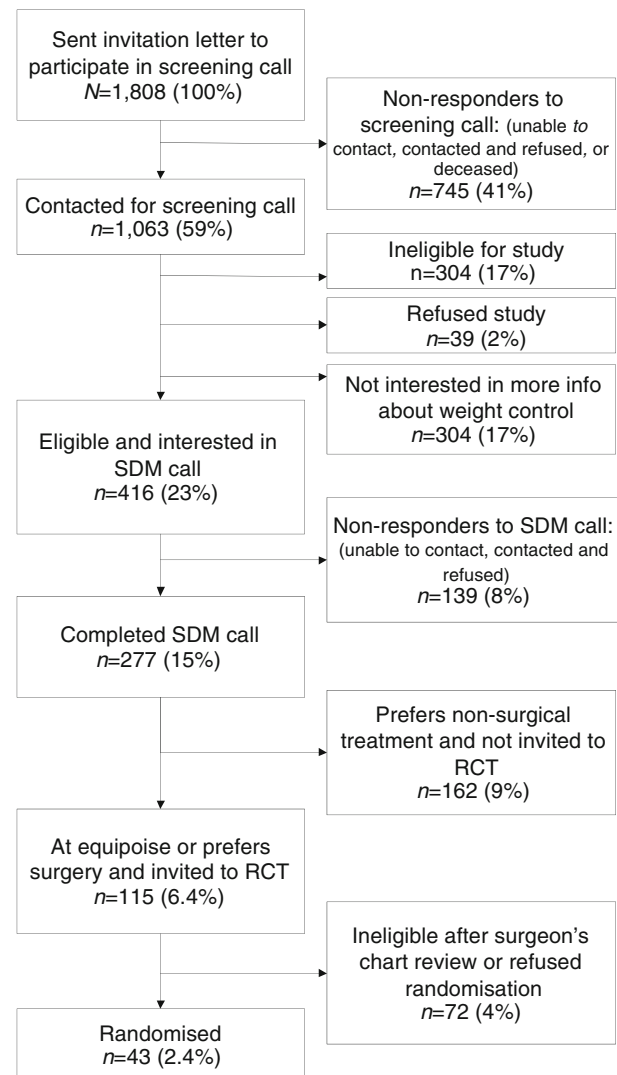 Sent invitation letter to
participate in screening call
N=1,808 (100%)
Non-responders to
screening call: (unable to
contact, contacted and refused, or
deceased)
n=745 (41%)
Contacted for screening call
n=1,063 (59%)
Ineligible for study
n=304 (17%)
Refused study
n=39 (2%)
Not interested in more info
about weight control
n=304 (17%)
Eligible and interested in
SDM call
n=416 (23%)
Non-responders to SDM call:
(unable to contact, contacted and
refused)
n=139 (8%)
Completed SDM call
n=277 (15%)
Prefers non-surgical
treatment and not invited to
RCT
n=162 (9%)
At equipoise or prefers
surgery and invited to RCT
n=115 (6.4%)
Ineligible after surgeon's
chart review or refused
randomisation
n=72 (4%)
Randomised
n=43 (2.4%)